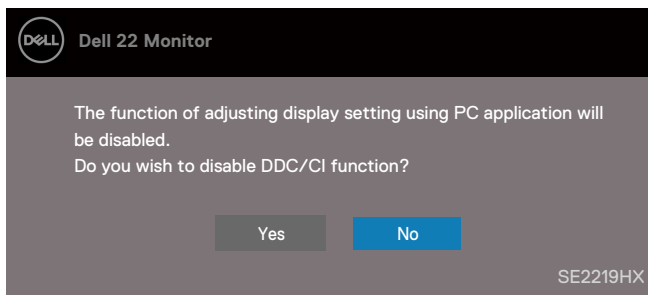 DELL
Dell 22 Monitor
The function of adjusting display setting using PC application will
be disabled.
Do you wish to disable DDC/CI function?
Yes No
SE2219HX